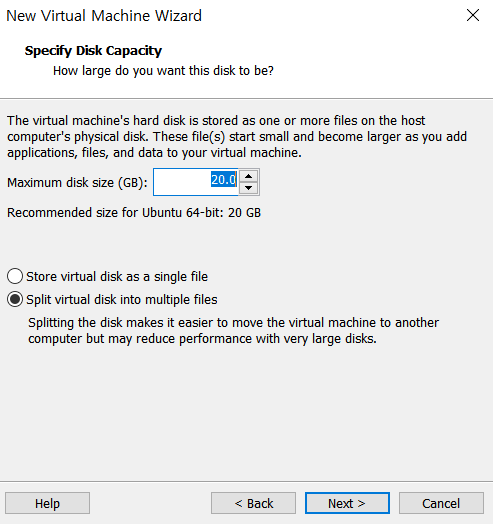 New Virtual Machine Wizard
Specify Disk Capacity
How large do you want this disk to be?
The virtual machine's hard disk is stored as one or more files on the host
computer's physical disk. These file(s) start small and become larger as you add
applications, files, and data to your virtual machine.
Maximum disk size (GB): 20.0
Recommended size for Ubuntu 64-bit: 20 GB
Store virtual disk as a single file
Split virtual disk into multiple files
Splitting the disk makes it easier to move the virtual machine to another
computer but may reduce performance with very large disks.
Help < Back Next > Cancel